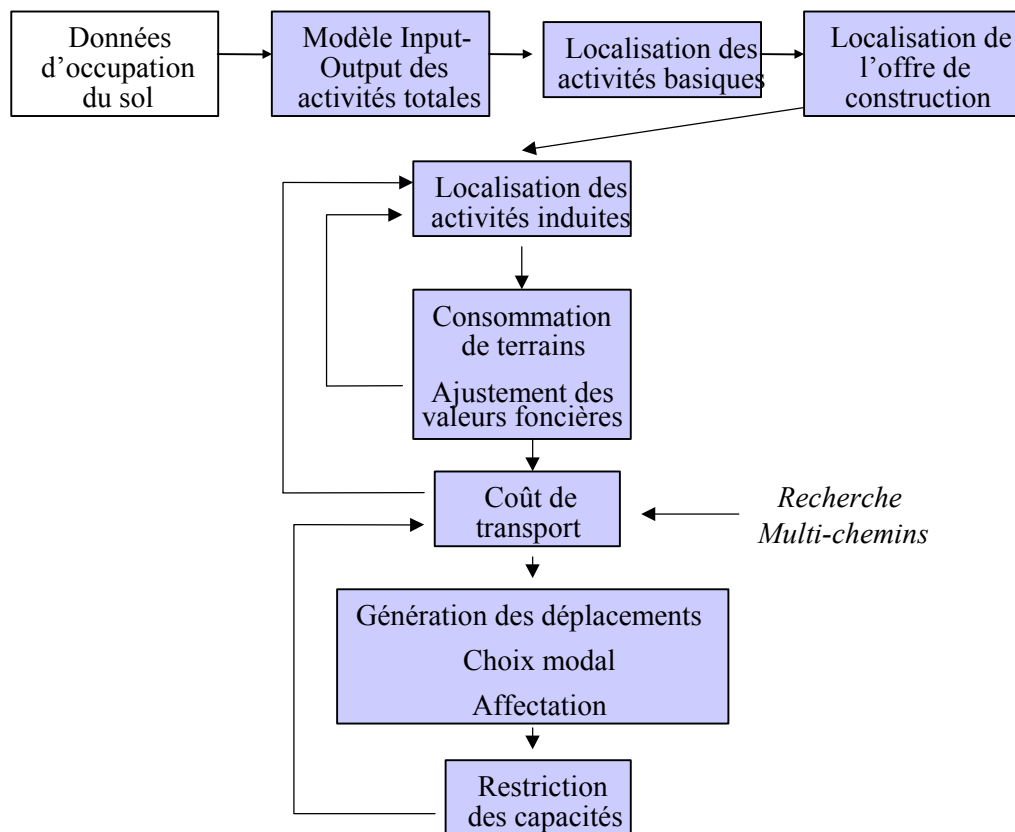 Données
d’occupation
du sol
Modèle Input-
Output des
activités totales
Localisation des
activités basiques
Localisation de
l’offre de
construction
Localisation des
activités induites
Consommation
de terrains
Ajustement des
valeurs foncières
Coût de
transport
Recherche
Multi-chemins
Génération des déplacements
Choix modal
Affectation
Restriction
des capacités